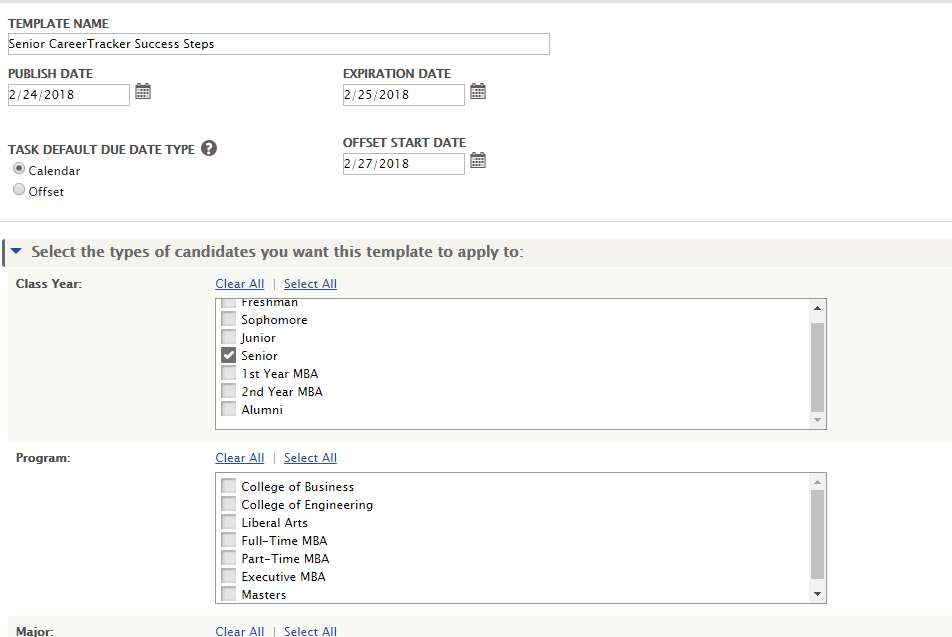 TEMPLATE NAME
Senior CareerTracker Success Steps
PUBLISH DATE
2/24/2018
EXPIRATION DATE
2/25/2018
TASK DEFAULT DUE DATE TYPE ?
Calendar
Offset
OFFSET START DATE
2/27/2018
Select the types of candidates you want this template to apply to:
Class Year:
Clear All | Select All
Freshman
Sophomore
Junior
Senior
1st Year MBA
2nd Year MBA
Alumni
Program:
Clear All | Select All
College of Business
College of Engineering
Liberal Arts
Full-Time MBA
Part-Time MBA
Executive MBA
Masters
Major:
Clear All | Select All